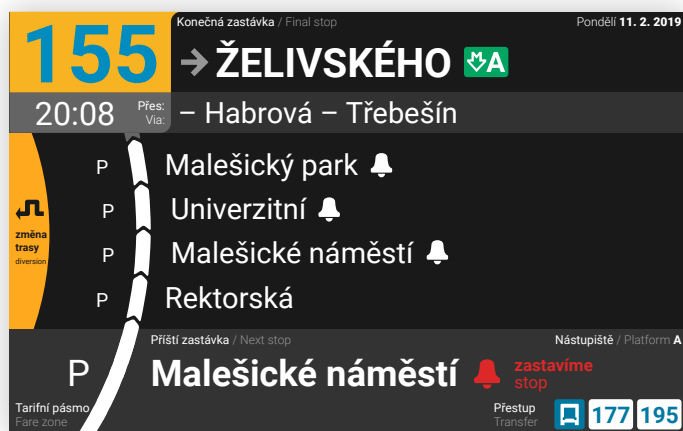 155
Konečná zastávka / Final stop
Pondělí 11. 2. 2019
ŽELIVSKÉHO A
20:08
Přes:
Via:
– Habrová – Třebešín
P Malešický park
P Univerzitní
P Malešické náměstí
P Rektorská
změna
trasy
diversion
Příští zastávka / Next stop
Nástupiště / Platform A
P Malešické náměstí
zastavíme
stop
Tarifní pásmo
Fare zone
Přestup
Transfer
177 195